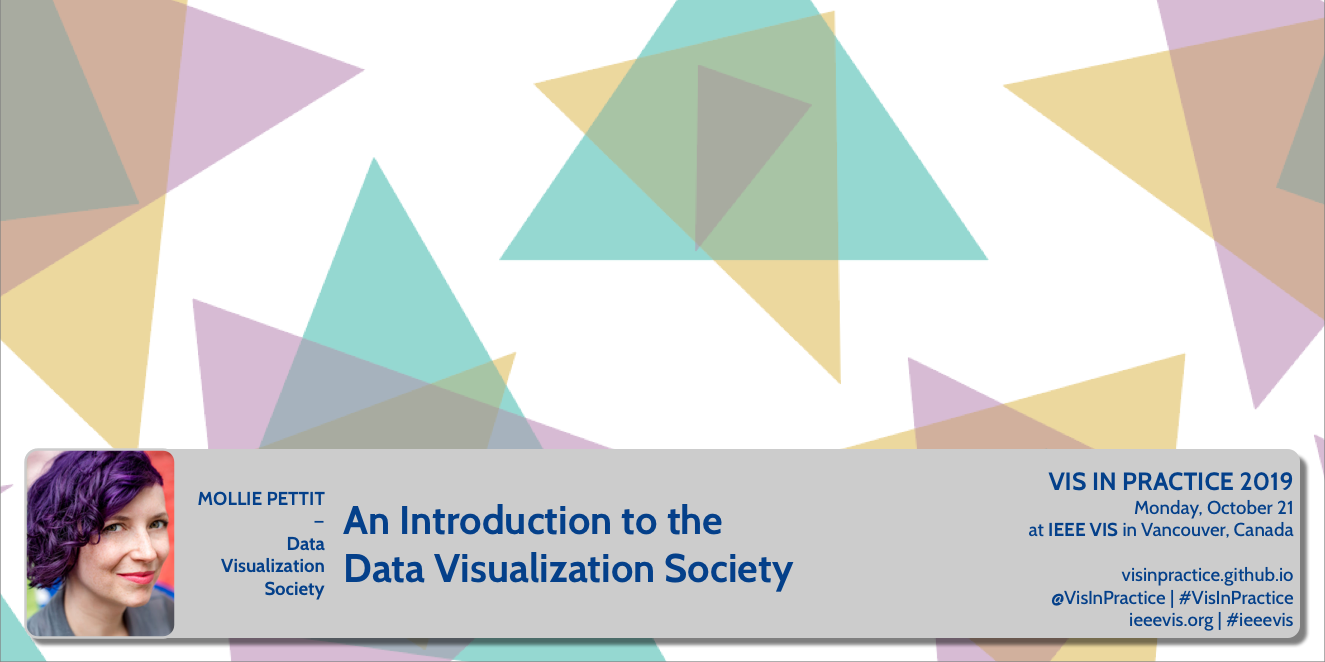 MOLLIE PETTIT
–
Data
Visualization
Society
An Introduction to the
Data Visualization Society
VIS IN PRACTICE 2019
Monday, October 21
at IEEE VIS in Vancouver, Canada
visinpractice.github.io
@VisInPractice | #VisInPractice
ieeevis.org | #ieeevis